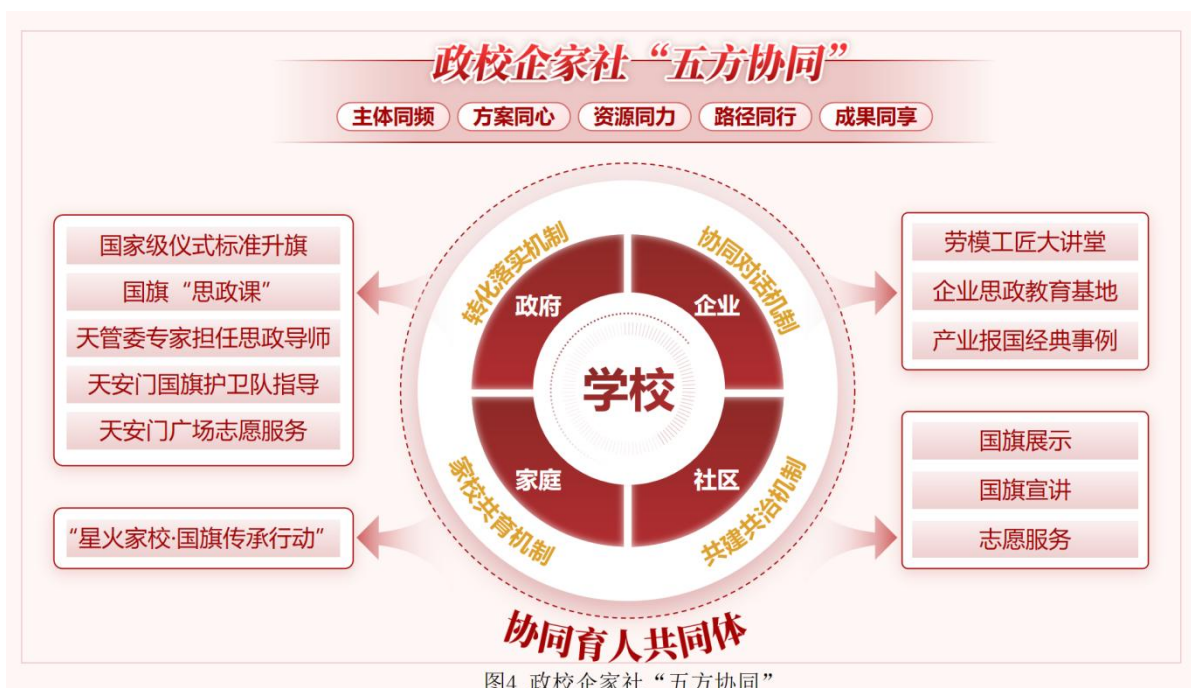 政校企家社“五方协同”
主体同频 方案同心 资源同力 路径同行 成果同享
国家级仪式标准升旗
国旗“思政课”
天管委专家担任思政导师
天安门国旗护卫队指导
天安门广场志愿服务
“星火家校·国旗传承行动”
转化落实机制
协同对话机制
政府
企业
学校
家庭
社区
家校共育机制
共建共治机制
劳模工匠大讲堂
企业思政教育基地
产业报国经典事例
国旗展示
国旗宣讲
志愿服务
协同育人共同体
图4 政校企家社“五方协同”